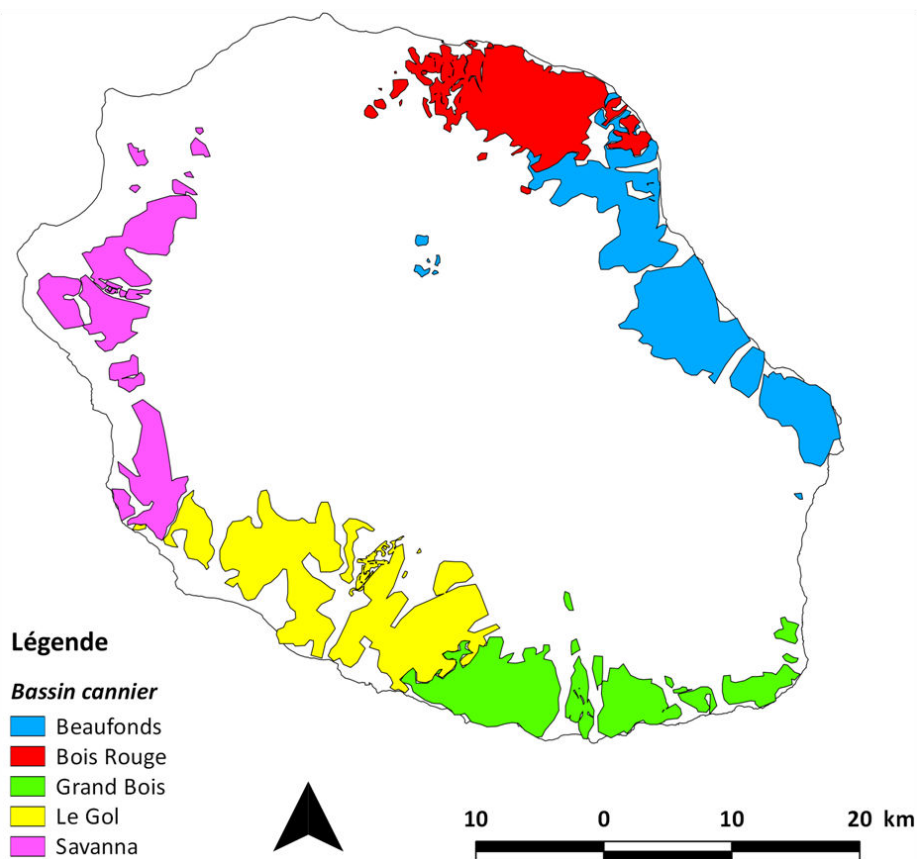 Légende
Bassin cannier
Beaufonds
Bois Rouge
Grand Bois
Le Gol
Savanna
10 0 10 20 km